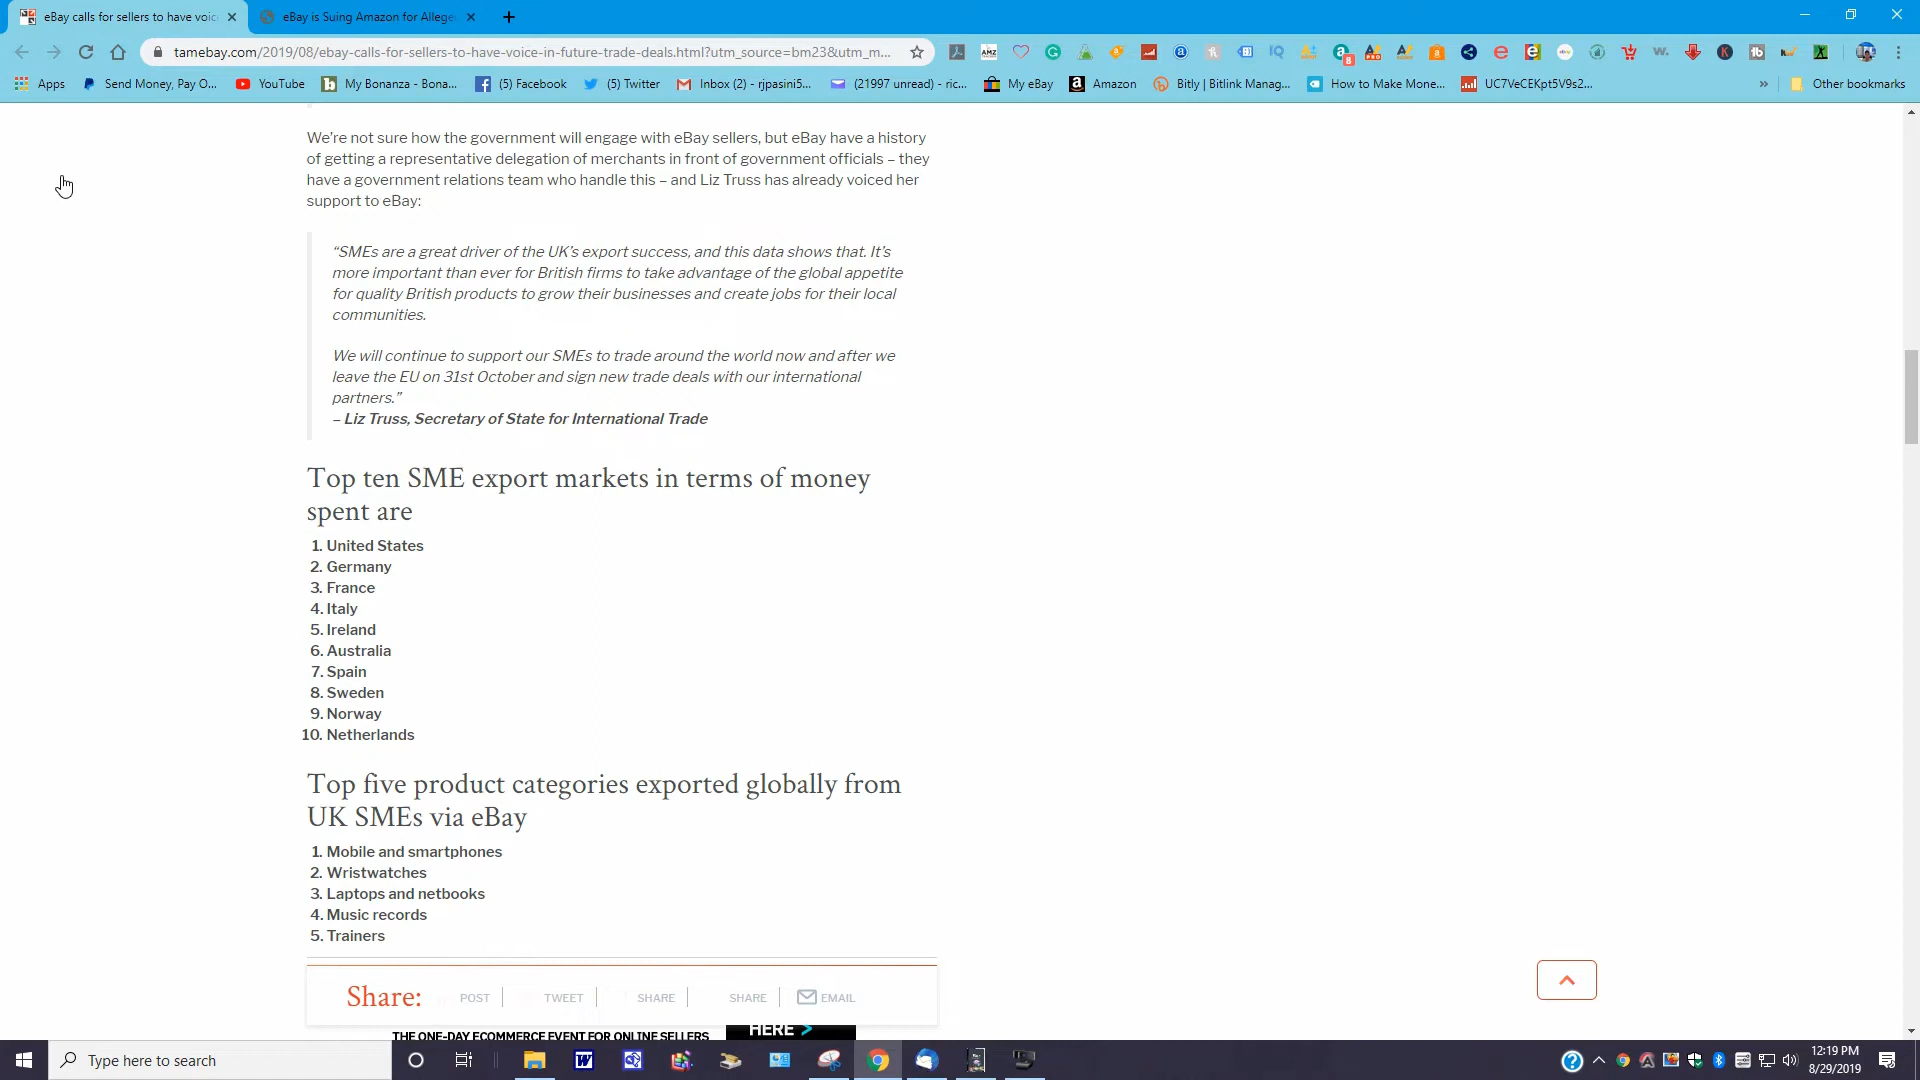 eBay calls for sellers to have voic
eBay is Suing Amazon for Allege
tamebay.com/2019/08/ebay-calls-for-sellers-to-have-voice-in-future-trade-deals.html?utm_source=bm23&utm_m...
Apps
Send Money, Pay O...
YouTube
My Bonanza - Bona...
(5) Facebook
(5) Twitter
Inbox (2) - rjpasini5...
(21997 unread) - ric...
My eBay
Amazon
Bitly | Bitlink Manag...
How to Make Mone...
UC7VeCEKpt5V9s2...
»
Other bookmarks
We’re not sure how the government will engage with eBay sellers, but eBay have a history
of getting a representative delegation of merchants in front of government officials – they
have a government relations team who handle this – and Liz Truss has already voiced her
support to eBay:
“SMEs are a great driver of the UK’s export success, and this data shows that. It’s
more important than ever for British firms to take advantage of the global appetite
for quality British products to grow their businesses and create jobs for their local
communities.
We will continue to support our SMEs to trade around the world now and after we
leave the EU on 31st October and sign new trade deals with our international
partners.”
– Liz Truss, Secretary of State for International Trade
Top ten SME export markets in terms of money
spent are
1. United States
2. Germany
3. France
4. Italy
5. Ireland
6. Australia
7. Spain
8. Sweden
9. Norway
10. Netherlands
Top five product categories exported globally from
UK SMEs via eBay
1. Mobile and smartphones
2. Wristwatches
3. Laptops and netbooks
4. Music records
5. Trainers
Share:
POST
TWEET
SHARE
SHARE
EMAIL
THE ONE-DAY ECOMMERCE EVENT FOR ONLINE SELLERS
HERE >
Type here to search
12:19 PM
8/29/2019